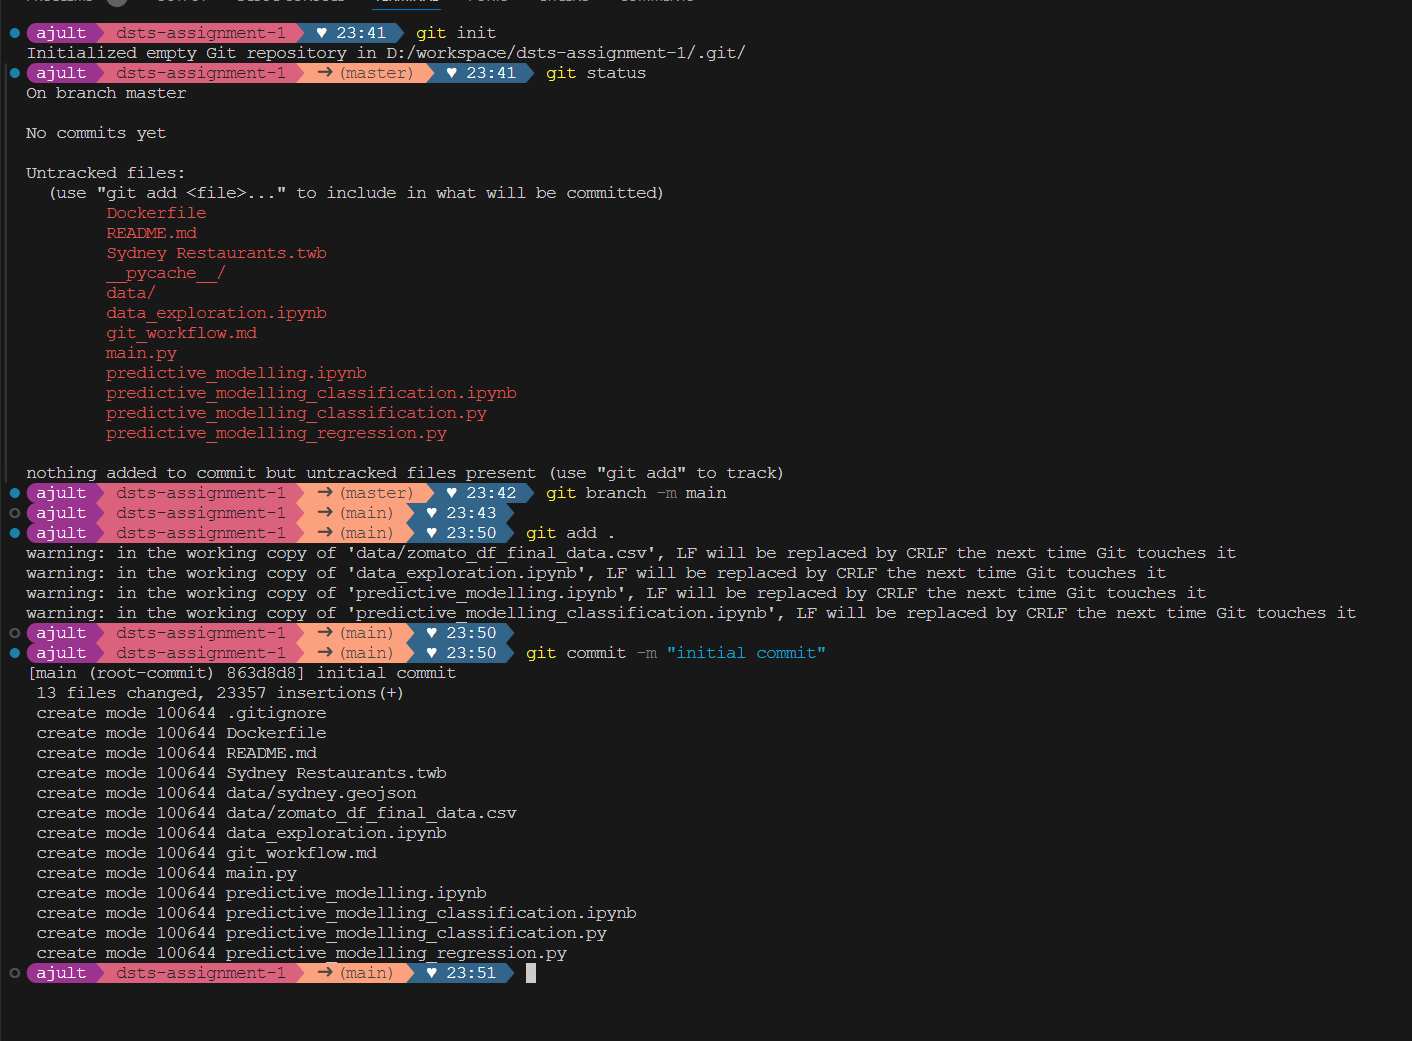 PROBLEMS OUTPUT DEBUG CONSOLE TERMINAL PORTS GITLENS COMMENTS
ajult dsts-assignment-1 ♥ 23:41 git init
Initialized empty Git repository in D:/workspace/dsts-assignment-1/.git/
ajult dsts-assignment-1 → (master) ♥ 23:41 git status
On branch master
No commits yet
Untracked files:
(use "git add <file>..." to include in what will be committed)
Dockerfile
README.md
Sydney Restaurants.twb
__pycache__/
data/
data_exploration.ipynb
git_workflow.md
main.py
predictive_modelling.ipynb
predictive_modelling_classification.ipynb
predictive_modelling_classification.py
predictive_modelling_regression.py
nothing added to commit but untracked files present (use "git add" to track)
ajult dsts-assignment-1 → (master) ♥ 23:42 git branch -m main
ajult dsts-assignment-1 → (main) ♥ 23:43
ajult dsts-assignment-1 → (main) ♥ 23:50 git add .
warning: in the working copy of 'data/zomato_df_final_data.csv', LF will be replaced by CRLF the next time Git touches it
warning: in the working copy of 'data_exploration.ipynb', LF will be replaced by CRLF the next time Git touches it
warning: in the working copy of 'predictive_modelling.ipynb', LF will be replaced by CRLF the next time Git touches it
warning: in the working copy of 'predictive_modelling_classification.ipynb', LF will be replaced by CRLF the next time Git touches it
ajult dsts-assignment-1 → (main) ♥ 23:50
ajult dsts-assignment-1 → (main) ♥ 23:50 git commit -m "initial commit"
[main (root-commit) 863d8d8] initial commit
13 files changed, 23357 insertions(+)
create mode 100644 .gitignore
create mode 100644 Dockerfile
create mode 100644 README.md
create mode 100644 Sydney Restaurants.twb
create mode 100644 data/sydney.geojson
create mode 100644 data/zomato_df_final_data.csv
create mode 100644 data_exploration.ipynb
create mode 100644 git_workflow.md
create mode 100644 main.py
create mode 100644 predictive_modelling.ipynb
create mode 100644 predictive_modelling_classification.ipynb
create mode 100644 predictive_modelling_classification.py
create mode 100644 predictive_modelling_regression.py
ajult dsts-assignment-1 → (main) ♥ 23:51